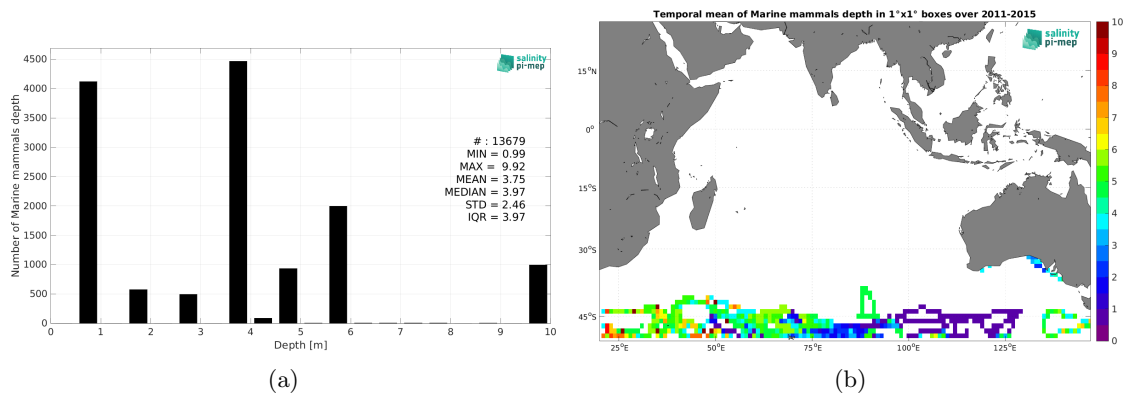 4500
4000
3500
3000
2500
2000
1500
1000
500
0
Number of Marine mammals depth
salinity
pi-mep
# : 13679
MIN = 0.99
MAX = 9.92
MEAN = 3.75
MEDIAN = 3.97
STD = 2.46
IQR = 3.97
0 1 2 3 4 5 6 7 8 9 10
Depth [m]
(a)
Temporal mean of Marine mammals depth in 1°x1° boxes over 2011-2015
salinity
pi-mep
15°N
0°
15°S
30°S
45°S
25°E 50°E 75°E 100°E 125°E
10
9
8
7
6
5
4
3
2
1
0
(b)